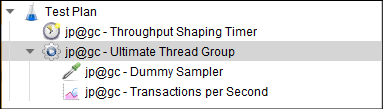 Test Plan
jp@gc - Throughput Shaping Timer
jp@gc - Ultimate Thread Group
jp@gc - Dummy Sampler
jp@gc - Transactions per Second